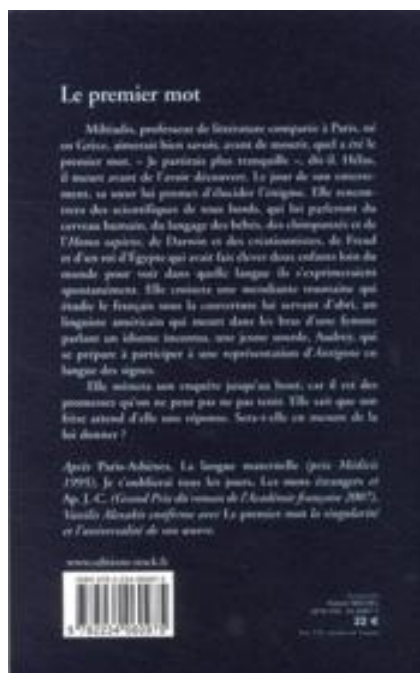 Le premier mot
Miltiadis, professeur de littérature comparée à Paris, né
en Grèce, aimerait bien savoir, avant de mourir, quel a été le
premier mot. « Je partirais plus tranquille », dit-il. Hélas,
il meurt avant de l'avoir découvert. Le jour de son enterre-
ment, sa sœur lui promet d'élucider l'énigme. Elle rencon-
trera des scientifiques de tous bords, qui lui parleront du
cerveau humain, du langage des bébés, des chimpanzés et de
l'Homo sapiens, de Darwin et des créationnistes, de Freud
et d'un roi d'Égypte qui avait fait élever deux enfants loin du
monde pour voir dans quelle langue ils s'exprimeraient
spontanément. Elle croisera une mendiante roumaine qui
étudie le français sous la couverture lui servant d'abri, un
linguiste américain qui meurt dans les bras d'une femme
parlant un idiome inconnu, une jeune sourde, Audrey, qui
se prépare à participer à une représentation d'Antigone en
langue des signes.
Elle mènera son enquête jusqu'au bout, car il est des
promesses qu'on ne peut pas ne pas tenir. Elle sait que son
frère attend d'elle une réponse. Sera-t-elle en mesure de la
lui donner ?
Après Paris-Athènes, La langue maternelle (prix Médicis
1995), Je t'oublierai tous les jours, Les mots étrangers et
Ap. J.-C. (Grand Prix du roman de l'Académie française 2007),
Vassilis Alexakis confirme avec Le premier mot la singularité
et l'universalité de son œuvre.
www.editions-stock.fr
22 €